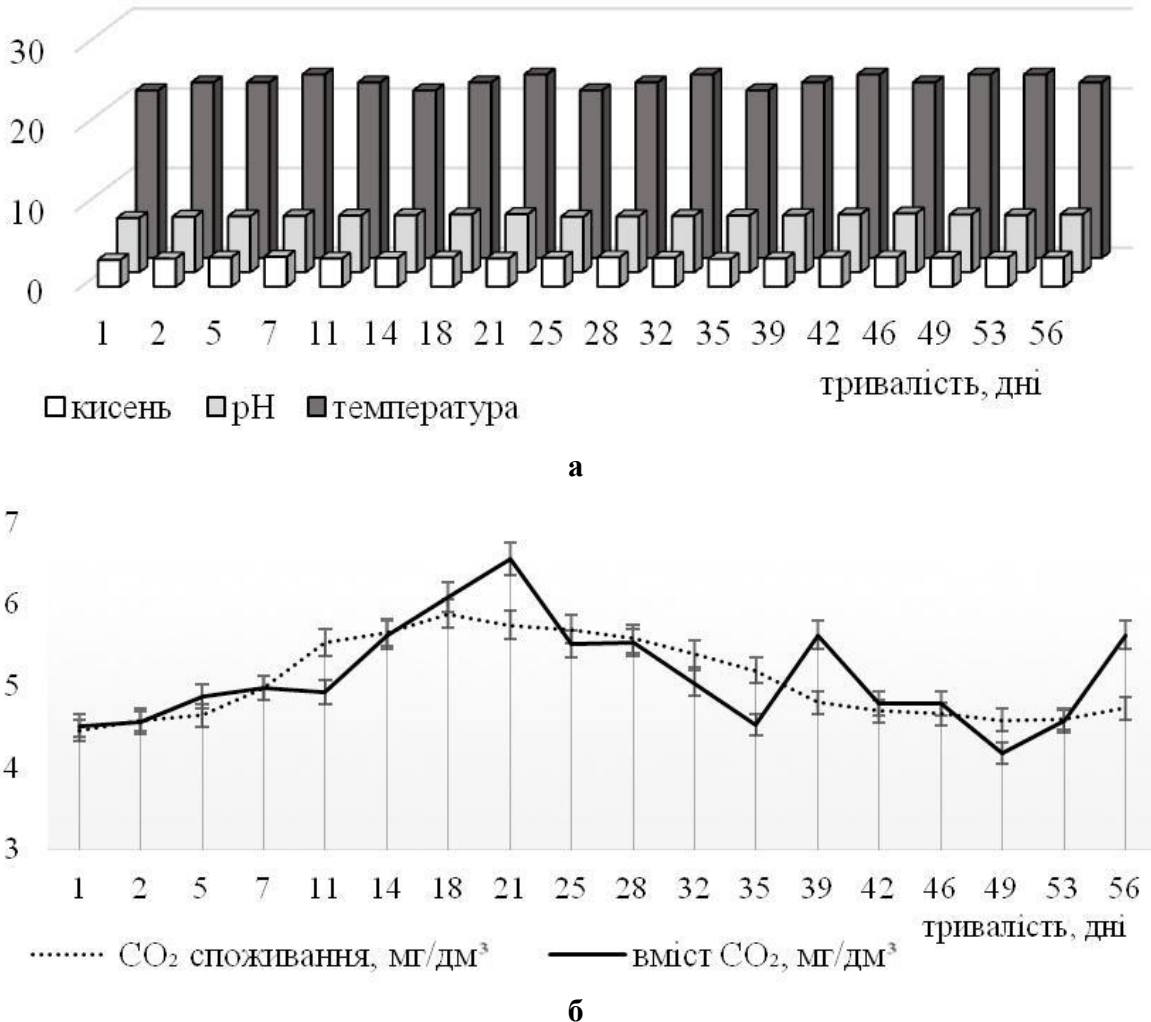 30
20
10
0
1 2 5 7 11 14 18 21 25 28 32 35 39 42 46 49 53 56
тривалість, дні
кисень pH температура
а
7
6
5
4
3
1 2 5 7 11 14 18 21 25 28 32 35 39 42 46 49 53 56
тривалість, дні
CO₂ споживання, мг/дм³ вміст CO₂, мг/дм³
б